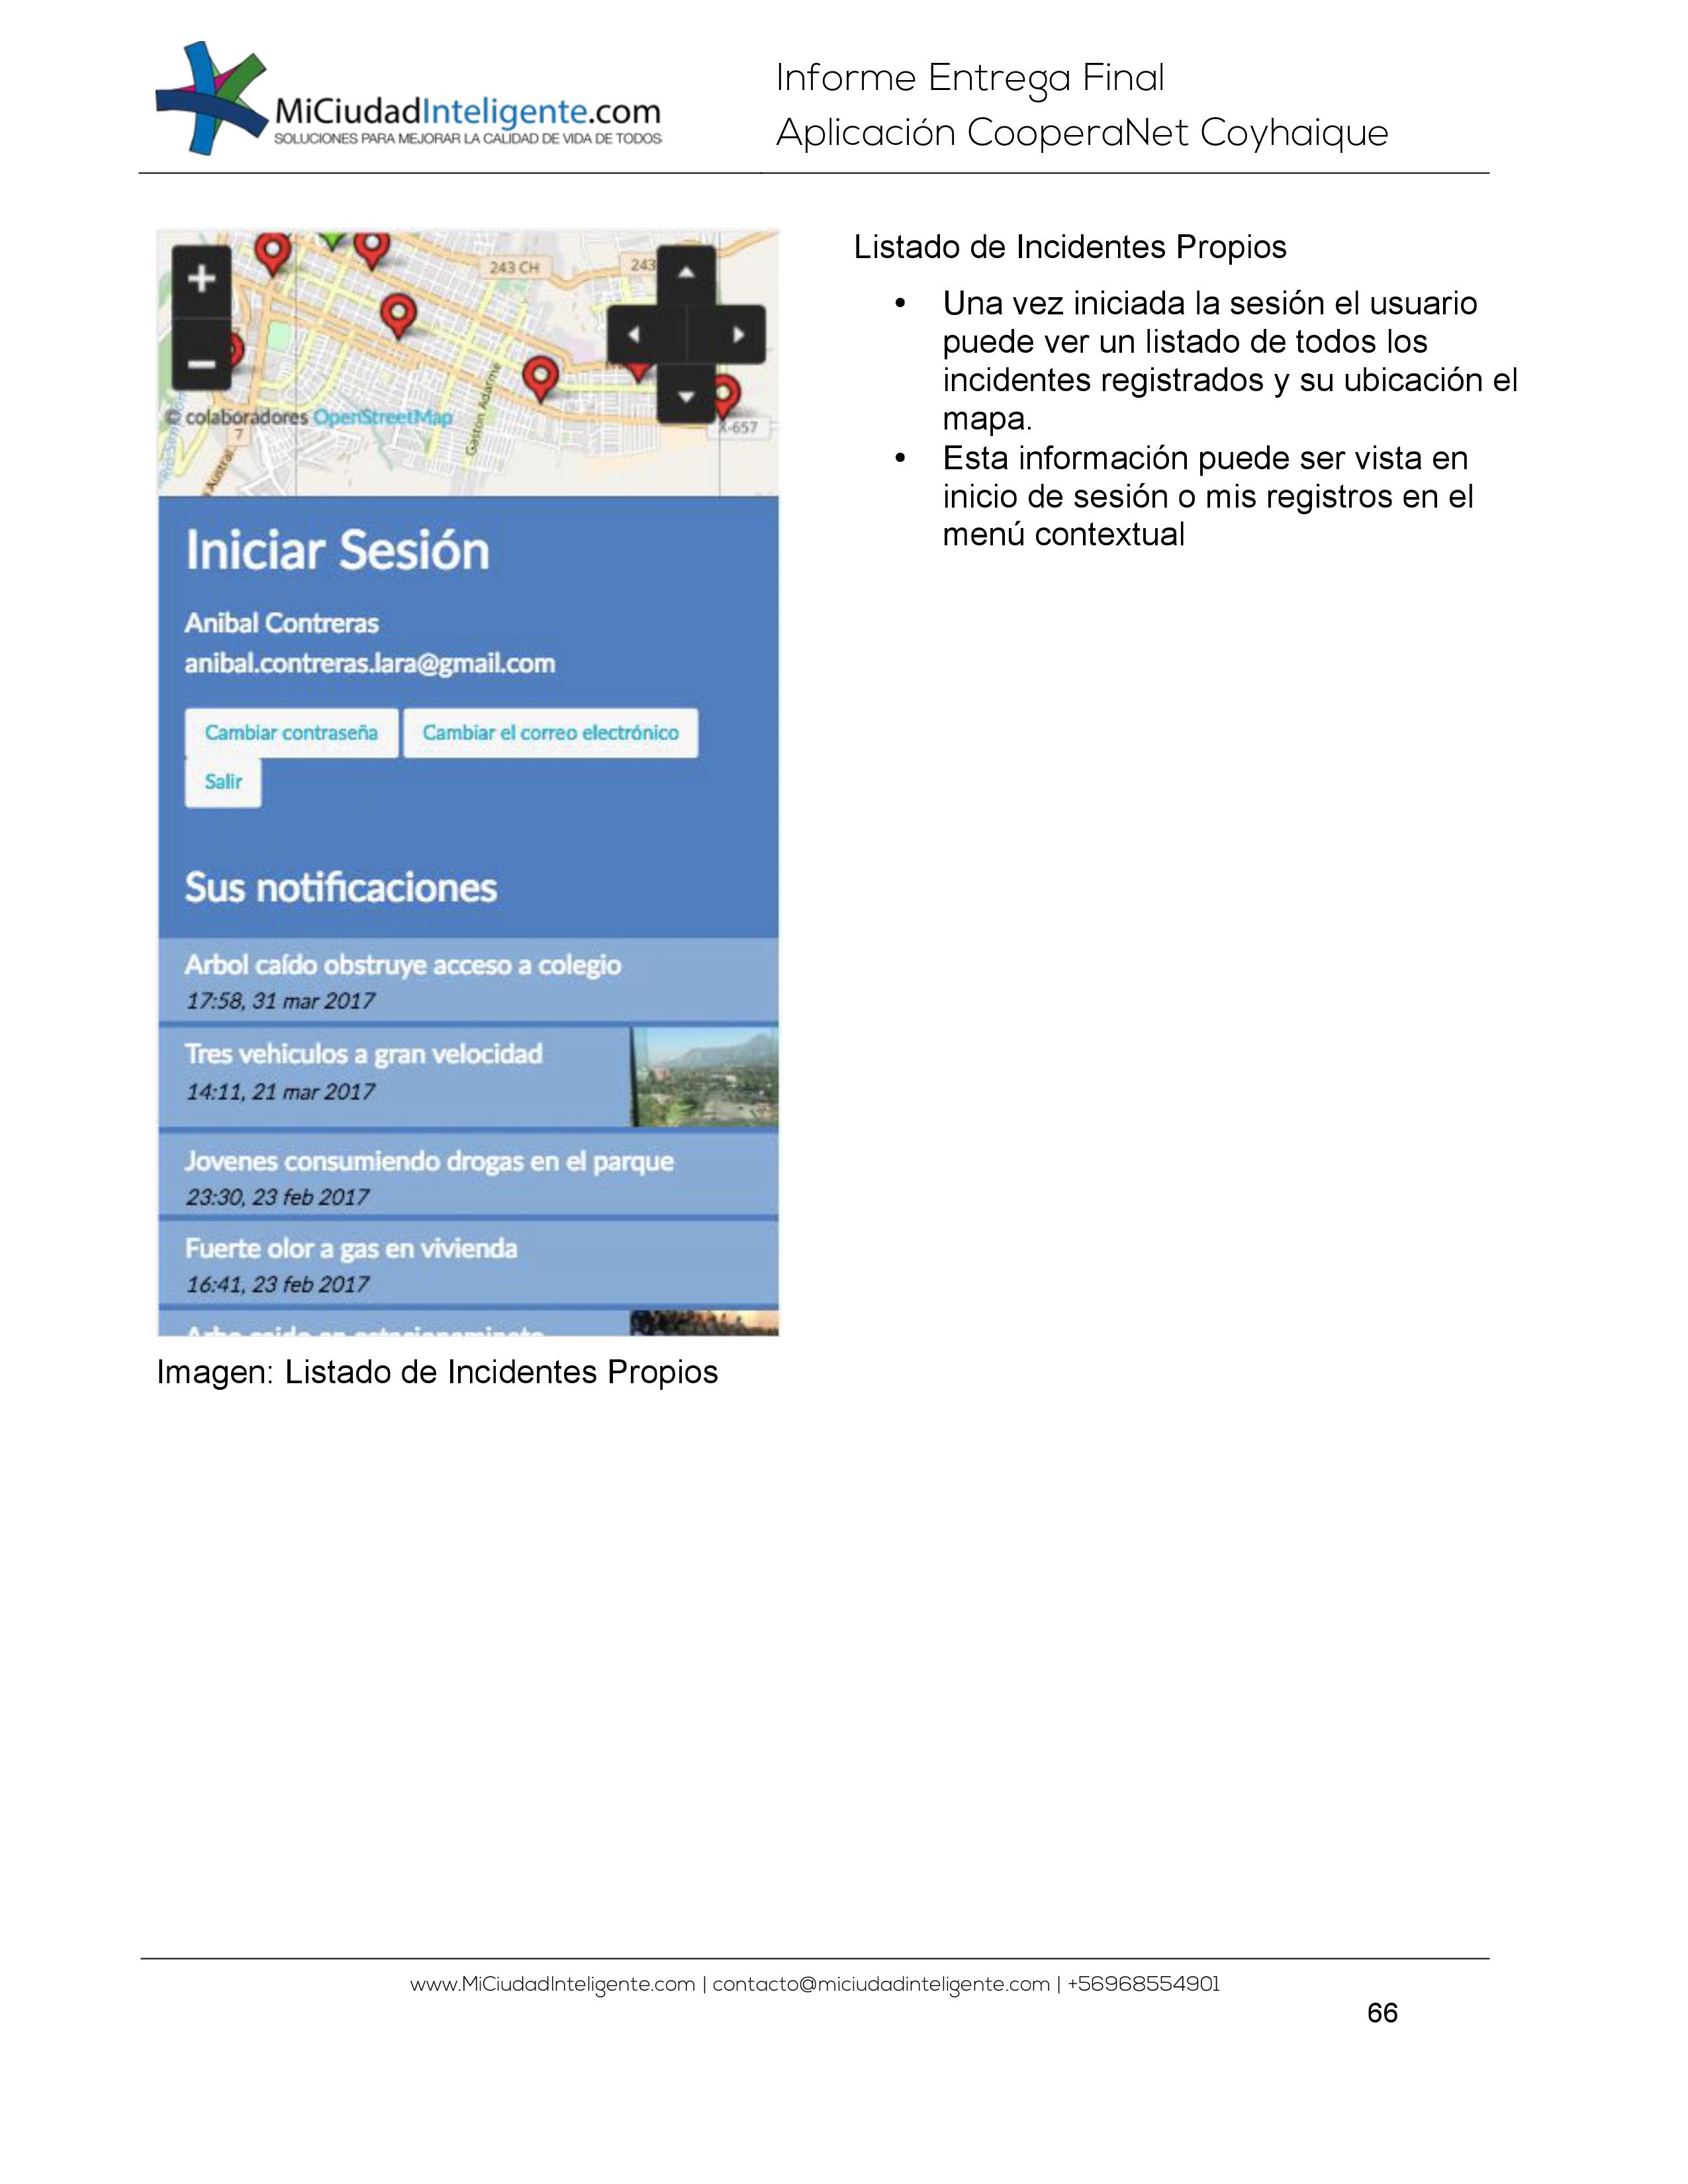 MiCiudadInteligente.com
SOLUCIONES PARA MEJORAR LA CALIDAD DE VIDA DE TODOS
Informe Entrega Final
Aplicación CooperaNet Coyhaique
+
−
243 CH
243
© colaboradores OpenStreetMap
7
Austral
Gaston Adarme
X-657
Iniciar Sesión
Anibal Contreras
anibal.contreras.lara@gmail.com
Cambiar contraseña
Cambiar el correo electrónico
Salir
Sus notificaciones
Arbol caído obstruye acceso a colegio
17:58, 31 mar 2017
Tres vehiculos a gran velocidad
14:11, 21 mar 2017
Jovenes consumiendo drogas en el parque
23:30, 23 feb 2017
Fuerte olor a gas en vivienda
16:41, 23 feb 2017
Imagen: Listado de Incidentes Propios
Listado de Incidentes Propios
• Una vez iniciada la sesión el usuario
puede ver un listado de todos los
incidentes registrados y su ubicación el
mapa.
• Esta información puede ser vista en
inicio de sesión o mis registros en el
menú contextual
www.MiCiudadInteligente.com | contacto@miciudadinteligente.com | +56968554901
66